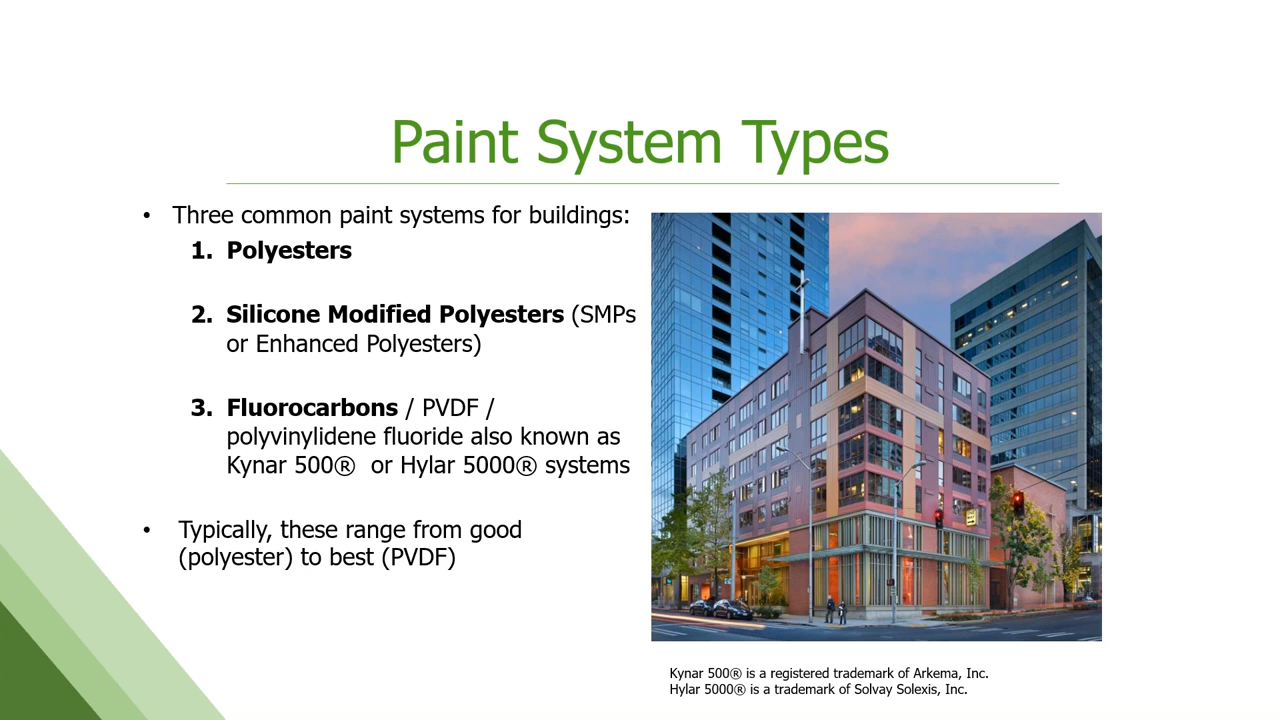 Paint System Types
• Three common paint systems for buildings:
1. Polyesters
2. Silicone Modified Polyesters (SMPs
or Enhanced Polyesters)
3. Fluorocarbons / PVDF /
polyvinylidene fluoride also known as
Kynar 500® or Hylar 5000® systems
• Typically, these range from good
(polyester) to best (PVDF)
Kynar 500® is a registered trademark of Arkema, Inc.
Hylar 5000® is a trademark of Solvay Solexis, Inc.